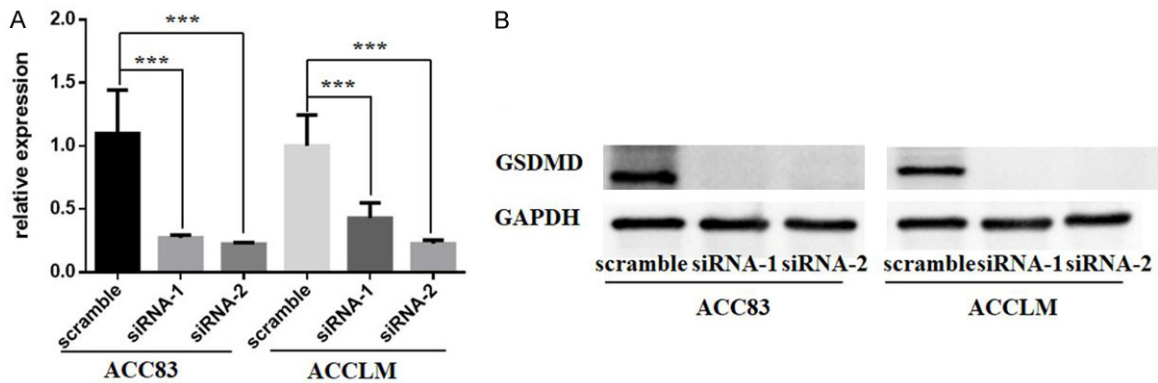 A
relative expression
2.0
1.5
1.0
0.5
0.0
***
***
***
***
scramble
siRNA-1
siRNA-2
scramble
siRNA-1
siRNA-2
ACC83
ACCLM
B
GSDMD
GAPDH
scramble siRNA-1 siRNA-2
scramble siRNA-1 siRNA-2
ACC83
ACCLM